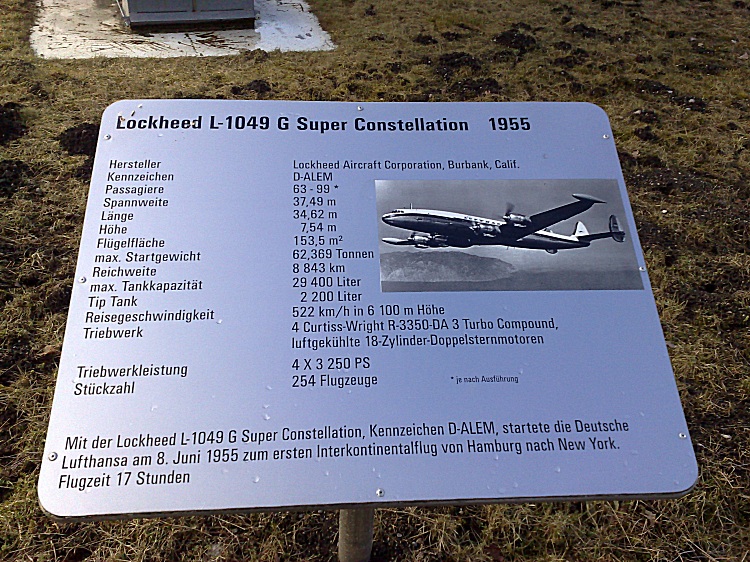 Lockheed L-1049 G Super Constellation 1955
Hersteller Lockheed Aircraft Corporation, Burbank, Calif.
Kennzeichen D-ALEM
Passagiere 63 - 99 *
Spannweite 37,49 m
Länge 34,62 m
Höhe 7,54 m
Flügelfläche 153,5 m²
max. Startgewicht 62,369 Tonnen
Reichweite 8 843 km
max. Tankkapazität 29 400 Liter
Tip Tank 2 200 Liter
Reisegeschwindigkeit 522 km/h in 6 100 m Höhe
Triebwerk 4 Curtiss-Wright R-3350-DA 3 Turbo Compound,
luftgekühlte 18-Zylinder-Doppelsternmotoren
Triebwerkleistung 4 X 3 250 PS
Stückzahl 254 Flugzeuge * je nach Ausführung
Mit der Lockheed L-1049 G Super Constellation, Kennzeichen D-ALEM, startete die Deutsche
Lufthansa am 8. Juni 1955 zum ersten Interkontinentalflug von Hamburg nach New York.
Flugzeit 17 Stunden